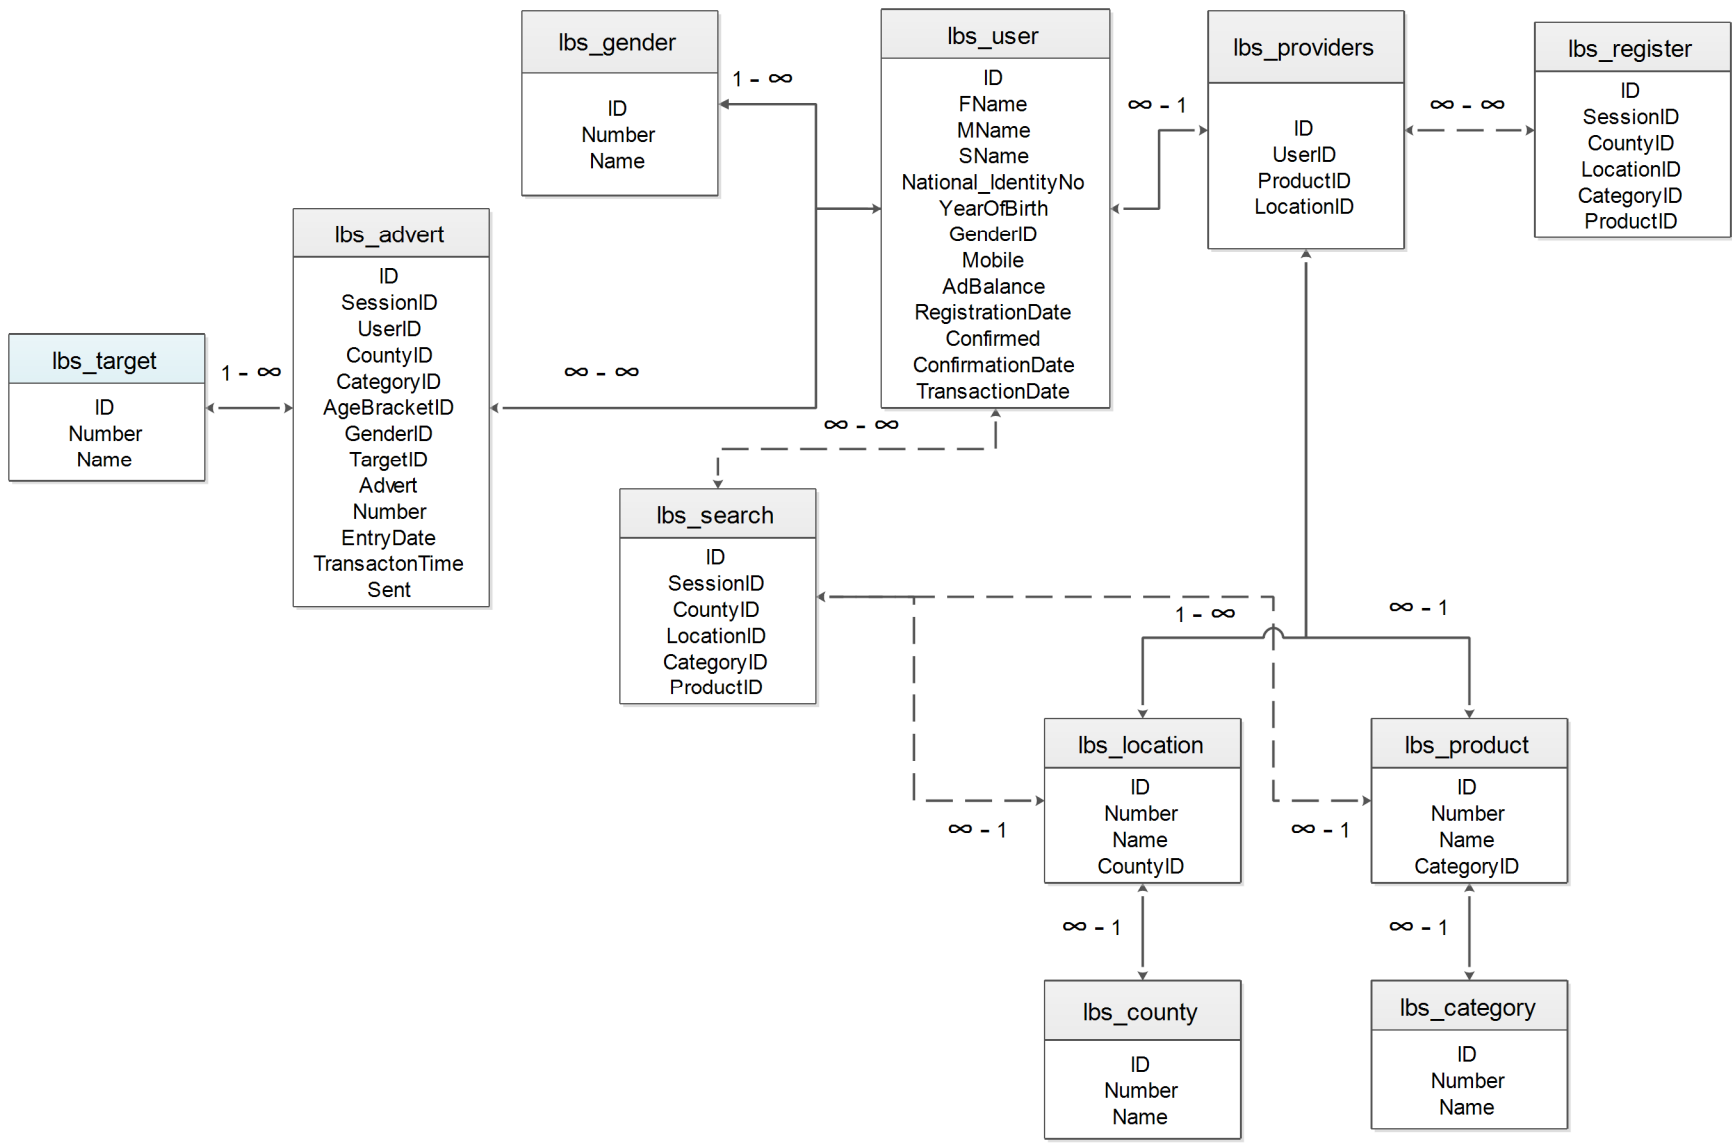 lbs_gender
ID
Number
Name
1 - ∞
lbs_user
ID
FName
MName
SName
National_IdentityNo
YearOfBirth
GenderID
Mobile
AdBalance
RegistrationDate
Confirmed
ConfirmationDate
TransactionDate
∞ - 1
lbs_providers
ID
UserID
ProductID
LocationID
∞ - ∞
lbs_register
ID
SessionID
CountyID
LocationID
CategoryID
ProductID
lbs_target
ID
Number
Name
1 - ∞
lbs_advert
ID
SessionID
UserID
CountyID
CategoryID
AgeBracketID
GenderID
TargetID
Advert
Number
EntryDate
TransactonTime
Sent
∞ - ∞
∞ - ∞
lbs_search
ID
SessionID
CountyID
LocationID
CategoryID
ProductID
1 - ∞
∞ - 1
∞ - 1
lbs_location
ID
Number
Name
CountyID
∞ - 1
lbs_product
ID
Number
Name
CategoryID
∞ - 1
lbs_county
ID
Number
Name
∞ - 1
lbs_category
ID
Number
Name